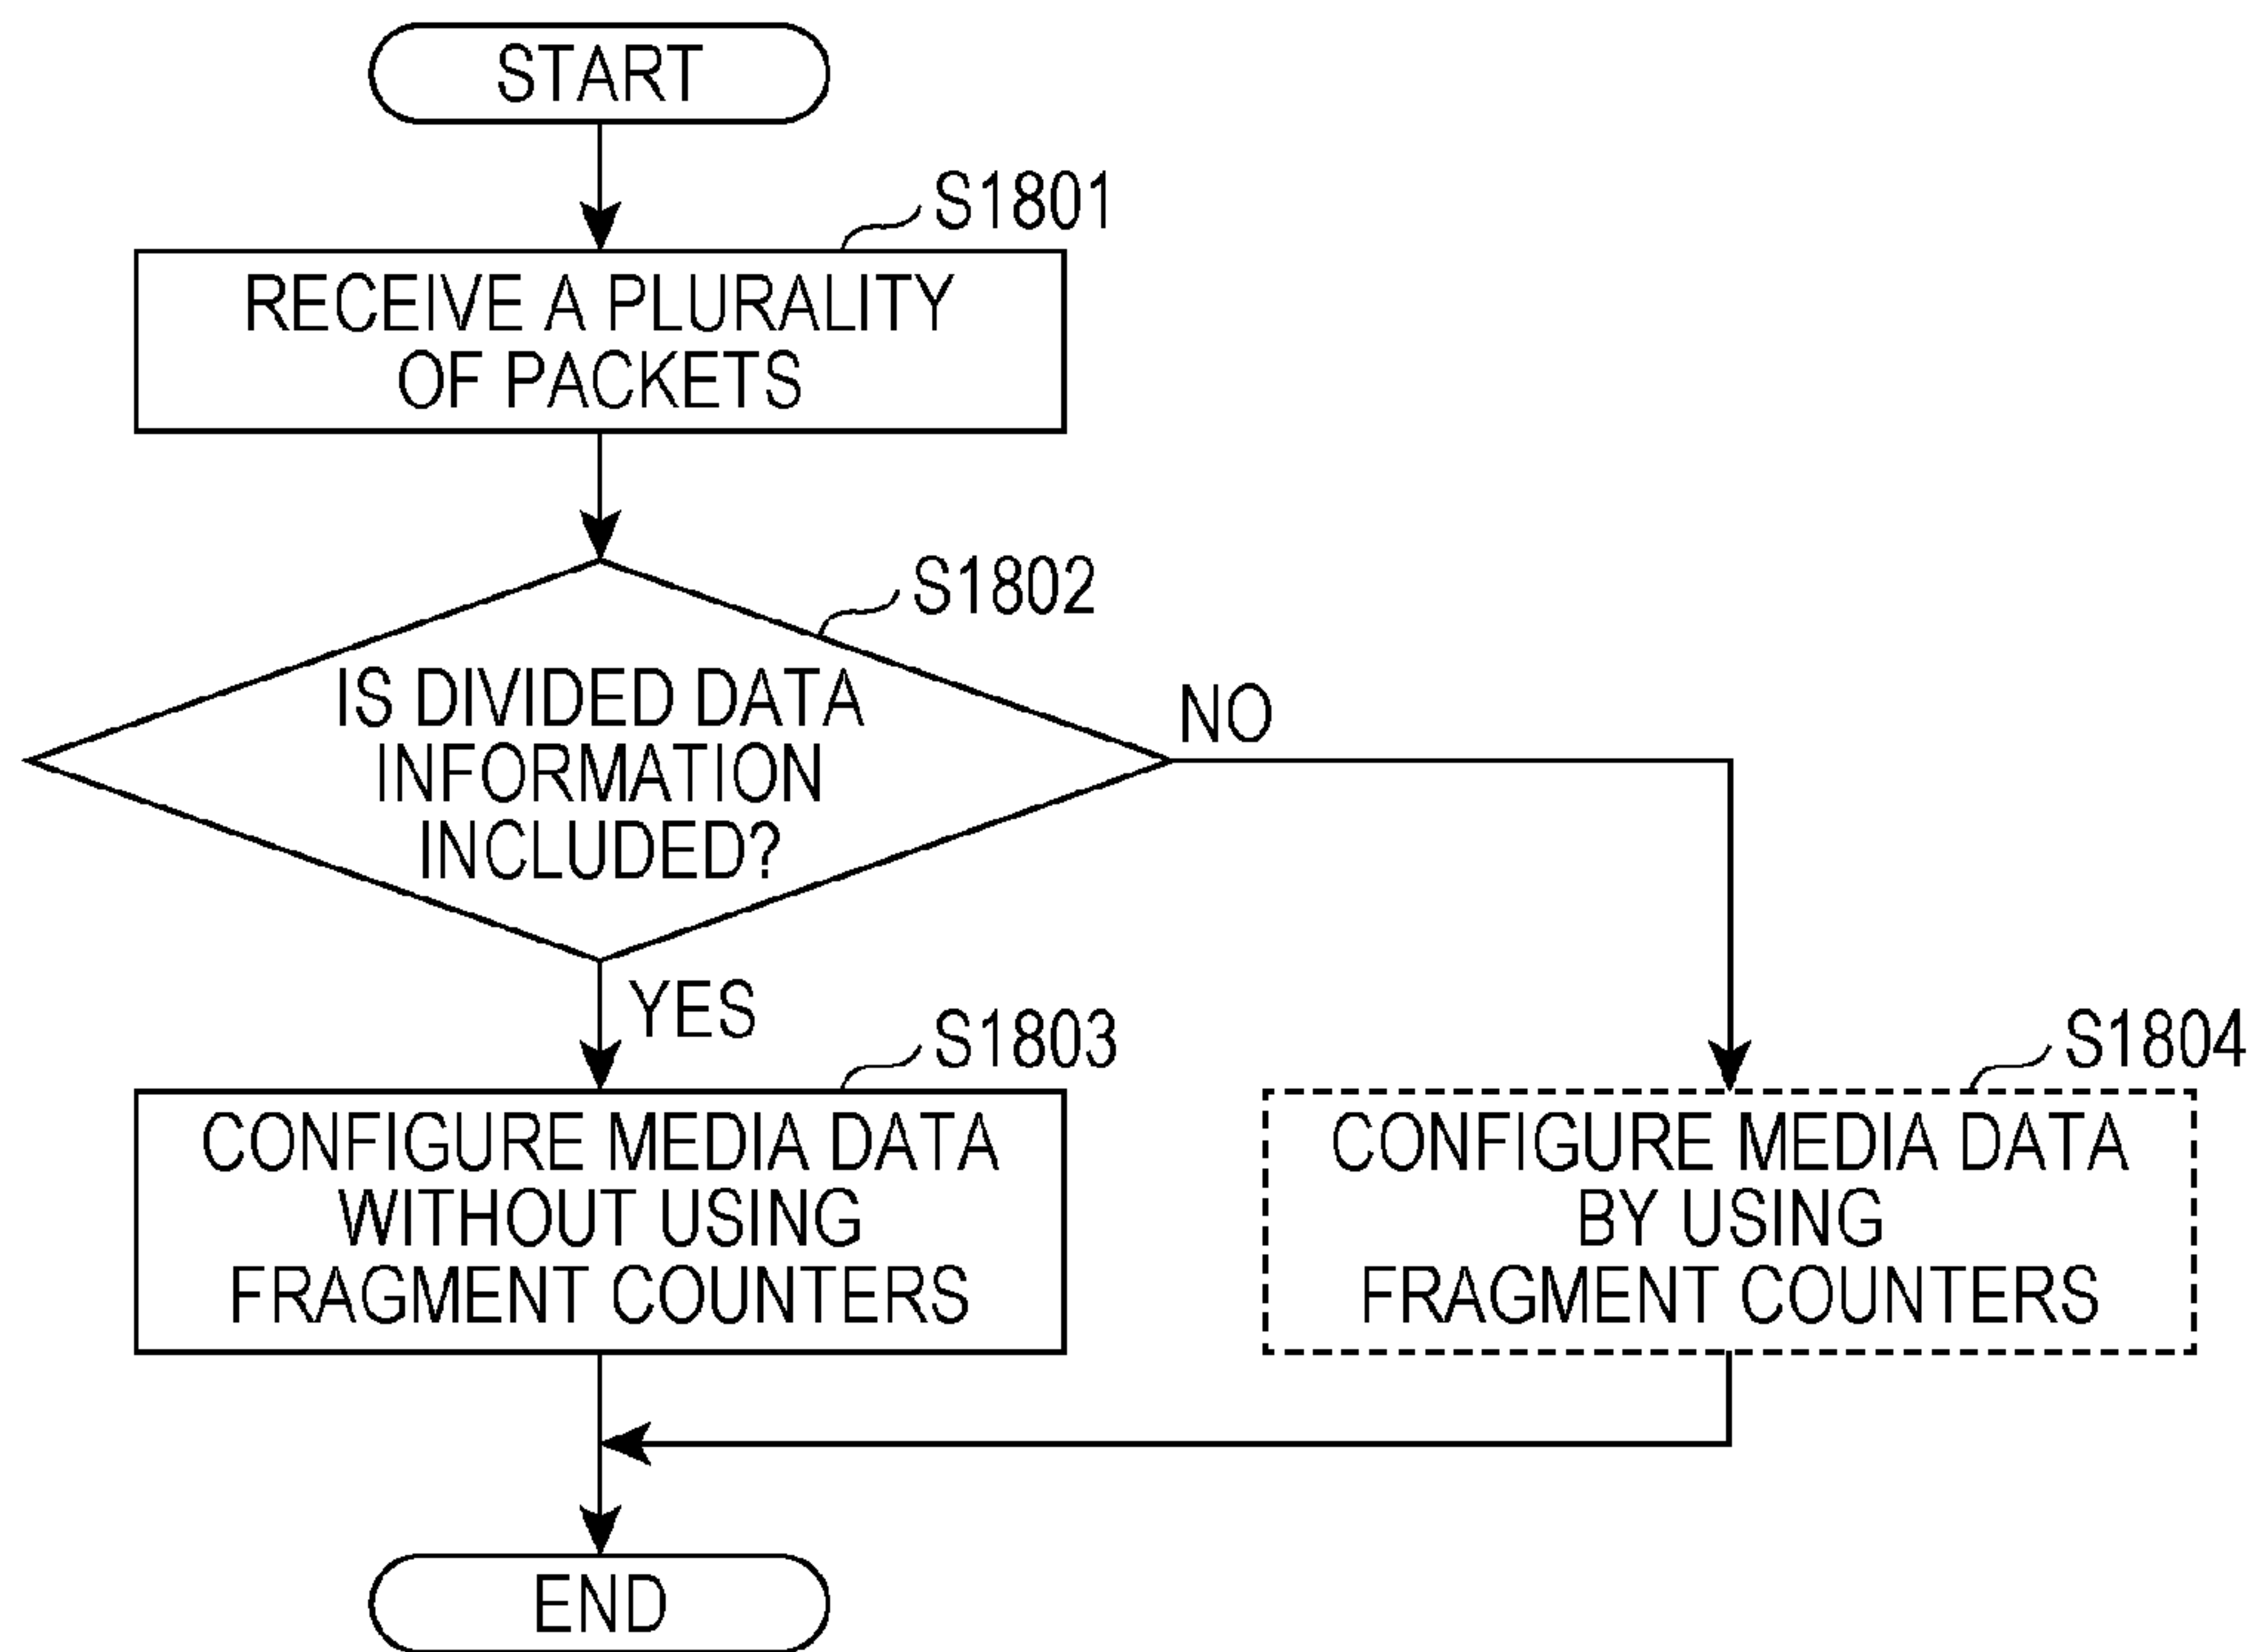 START
S1801
RECEIVE A PLURALITY
OF PACKETS
S1802
IS DIVIDED DATA
INFORMATION
INCLUDED?
NO
YES
S1803
CONFIGURE MEDIA DATA
WITHOUT USING
FRAGMENT COUNTERS
S1804
CONFIGURE MEDIA DATA
BY USING
FRAGMENT COUNTERS
END